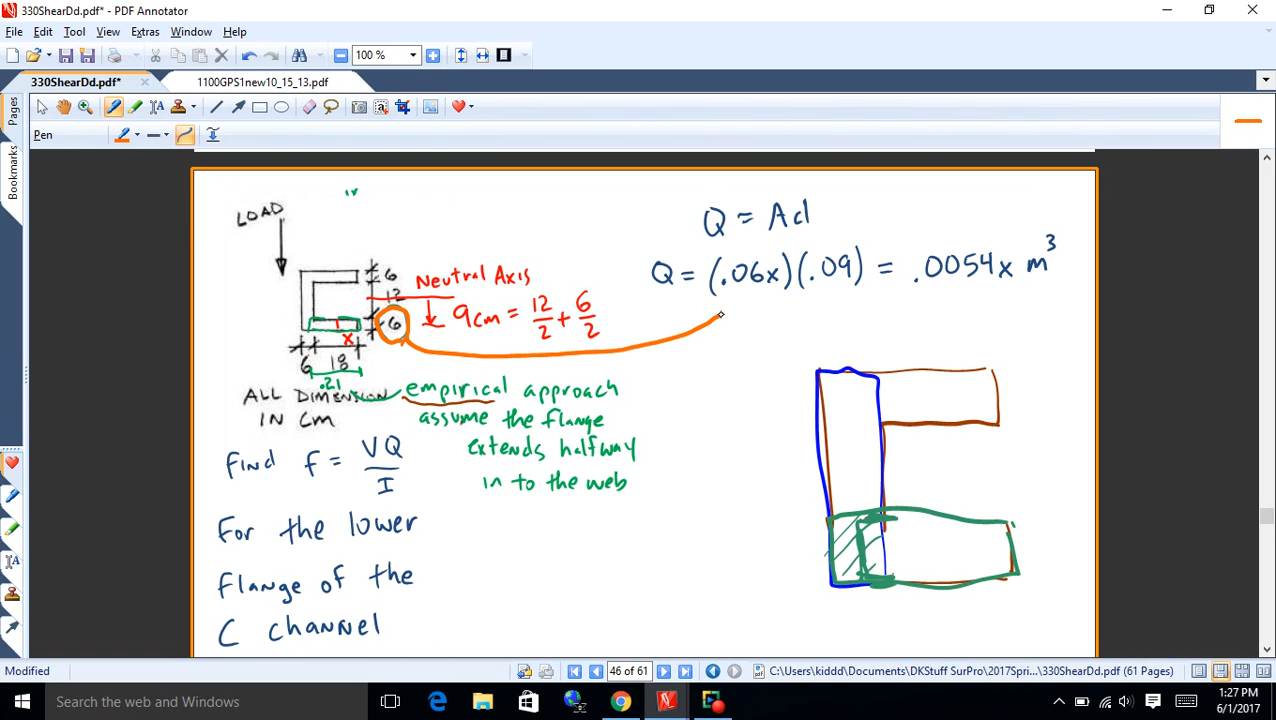 330ShearDd.pdf* - PDF Annotator
File Edit Tool View Extras Window Help
100 %
330ShearDd.pdf* 1100GPS1new10_15_13.pdf
Pen
Pages
Bookmarks
LOAD
Q = Ad
Q = (.06x)(.09) = .0054x m³
6
Neutral Axis
12
9cm = 12/2 + 6/2
6
x
6 18
.21
ALL DIMENSION
IN Cm
empirical approach
assume the flange
extends halfway
in to the web
Find f = VQ/I
For the lower
flange of the
C channel
Modified
46 of 61
C:\Users\kiddd\Documents\DKStuff SurPro\2017Spri...\330ShearDd.pdf (61 Pages)
Search the web and Windows
1:27 PM
6/1/2017